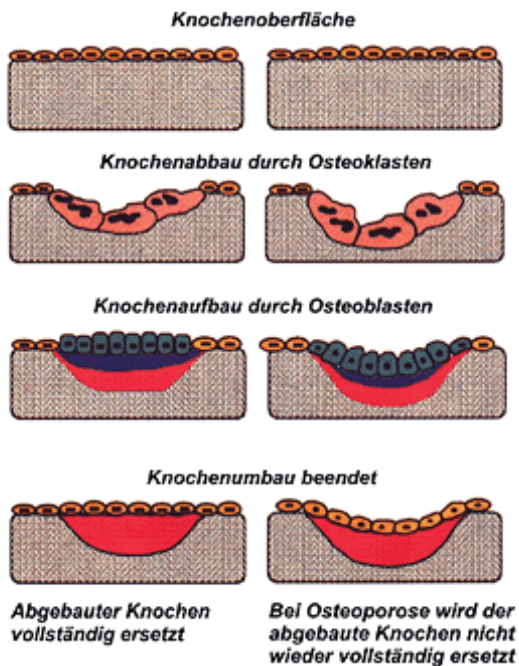 Knochenoberfläche
Knochenabbau durch Osteoklasten
Knochenaufbau durch Osteoblasten
Knochenumbau beendet
Abgebauter Knochen
vollständig ersetzt
Bei Osteoporose wird der
abgebaute Knochen nicht
wieder vollständig ersetzt